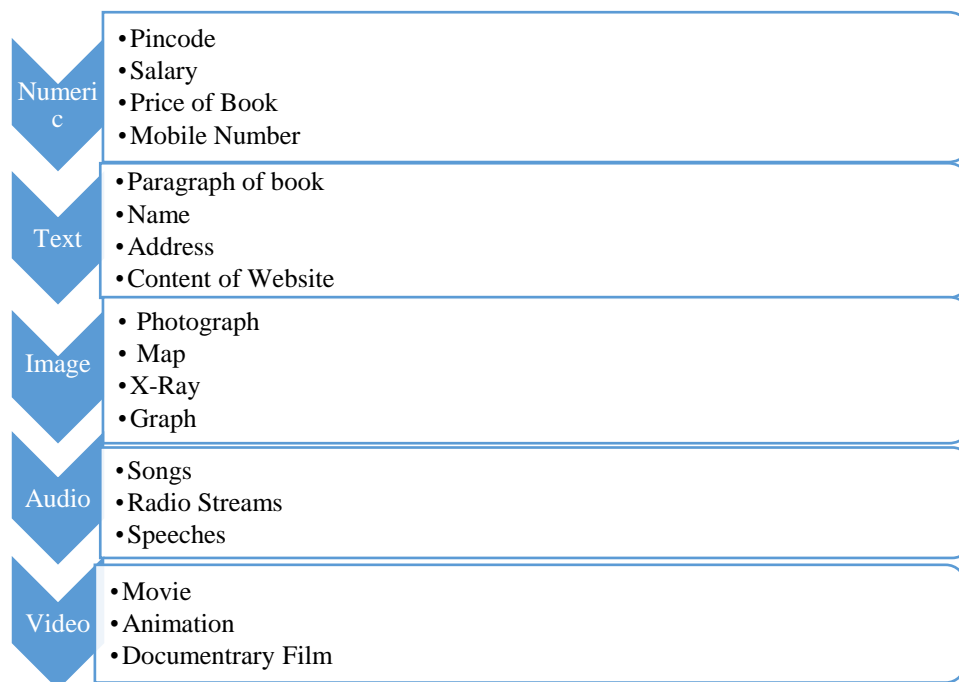 Numeri
c
•Pincode
•Salary
•Price of Book
•Mobile Number
Text
•Paragraph of book
•Name
•Address
•Content of Website
Image
• Photograph
• Map
•X-Ray
•Graph
Audio
•Songs
•Radio Streams
•Speeches
Video
•Movie
•Animation
•Documentrary Film